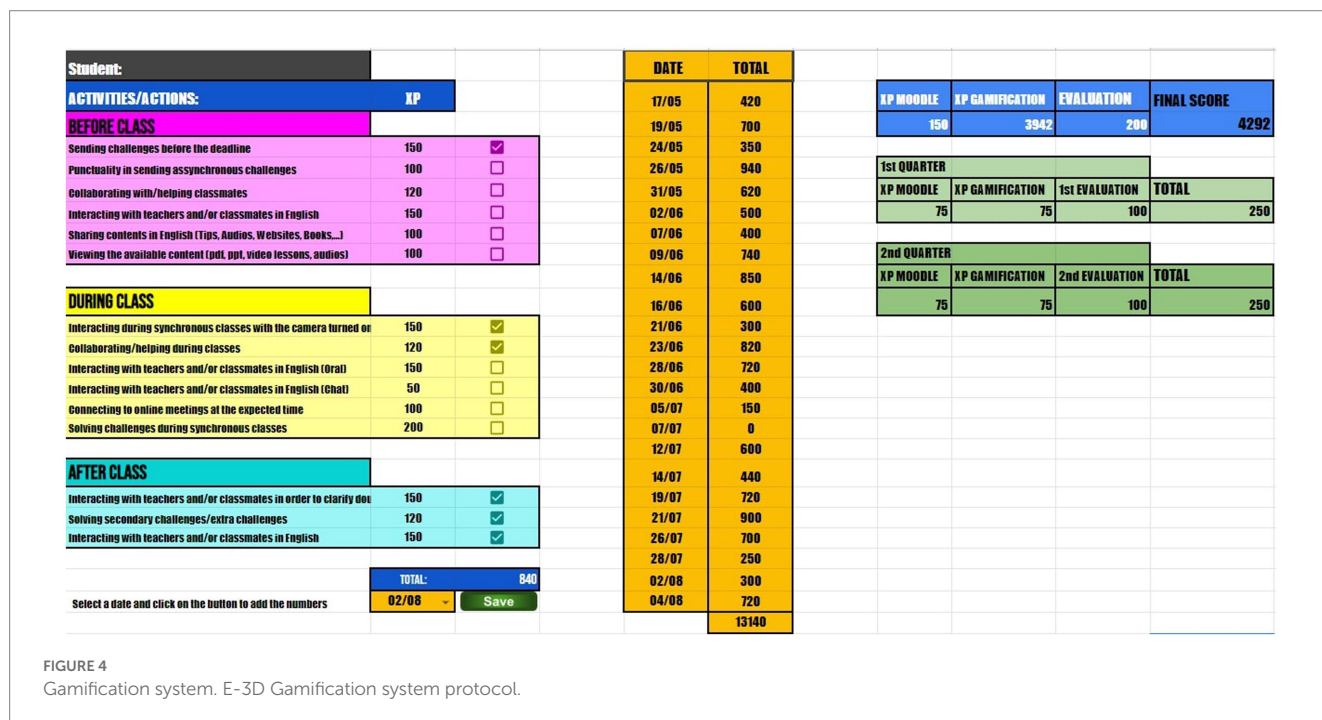 Student:
ACTIVITIES/ACTIONS: XP
BEFORE CLASS
Sending challenges before the deadline 150
Punctuality in sending assynchronous challenges 100
Collaborating with/helping classmates 120
Interacting with teachers and/or classmates in English 150
Sharing contents in English (Tips, Audios, Websites, Books,...) 100
Viewing the available content (pdf, ppt, video lessons, audios) 100
DURING CLASS
Interacting during synchronous classes with the camera turned on 150
Collaborating/helping during classes 120
Interacting with teachers and/or classmates in English (Oral) 150
Interacting with teachers and/or classmates in English (Chat) 50
Connecting to online meetings at the expected time 100
Solving challenges during synchronous classes 200
AFTER CLASS
Interacting with teachers and/or classmates in order to clarify dou 150
Solving secondary challenges/extra challenges 120
Interacting with teachers and/or classmates in English 150
TOTAL: 840
Select a date and click on the button to add the numbers 02/08 Save
DATE TOTAL
17/05 420
19/05 700
24/05 350
26/05 940
31/05 620
02/06 500
07/06 400
09/06 740
14/06 850
16/06 600
21/06 300
23/06 820
28/06 720
30/06 400
05/07 150
07/07 0
12/07 600
14/07 440
19/07 720
21/07 900
26/07 700
28/07 250
02/08 300
04/08 720
13140
XP MOODLE XP GAMIFICATION EVALUATION FINAL SCORE
150 3942 200 4292
1st QUARTER
XP MOODLE XP GAMIFICATION 1st EVALUATION TOTAL
75 75 100 250
2nd QUARTER
XP MOODLE XP GAMIFICATION 2nd EVALUATION TOTAL
75 75 100 250
FIGURE 4
Gamification system. E-3D Gamification system protocol.